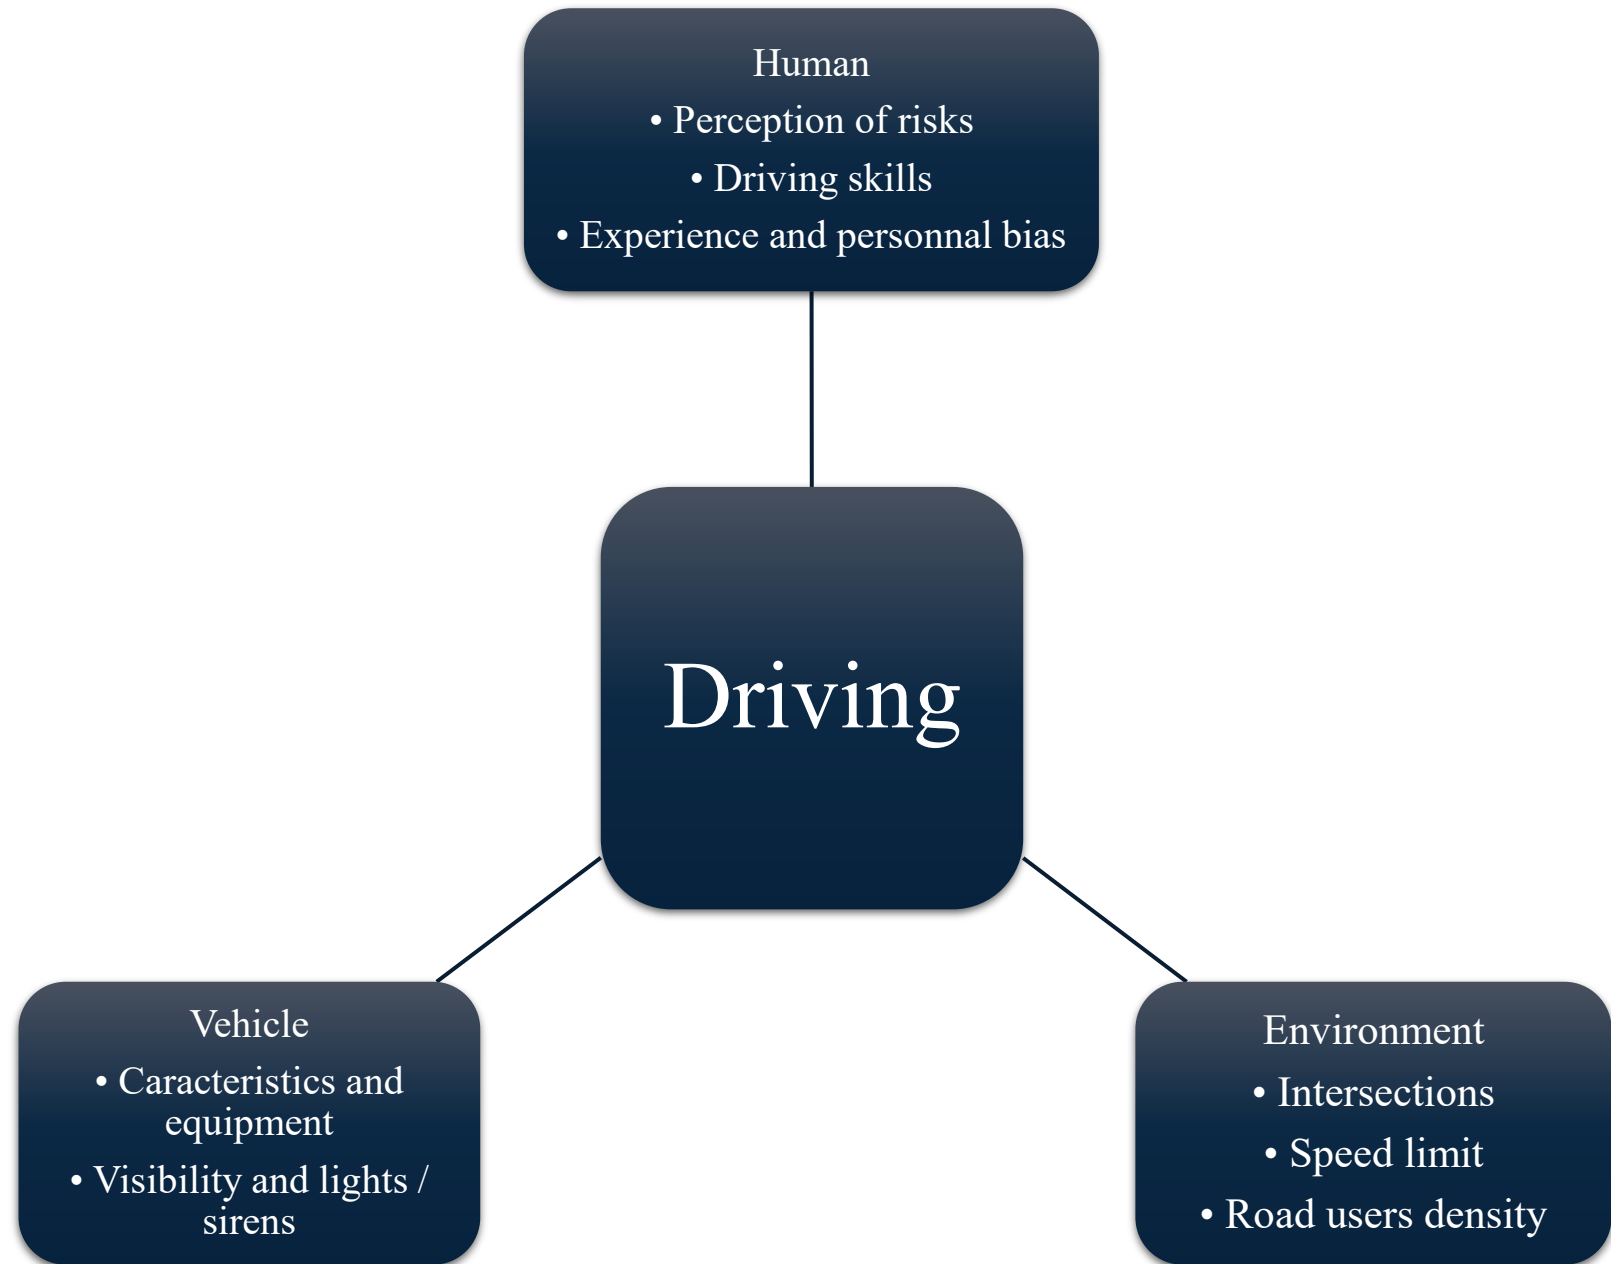 Human
• Perception of risks
• Driving skills
• Experience and personnal bias
Driving
Vehicle
• Caracteristics and
equipment
• Visibility and lights /
sirens
Environment
• Intersections
• Speed limit
• Road users density